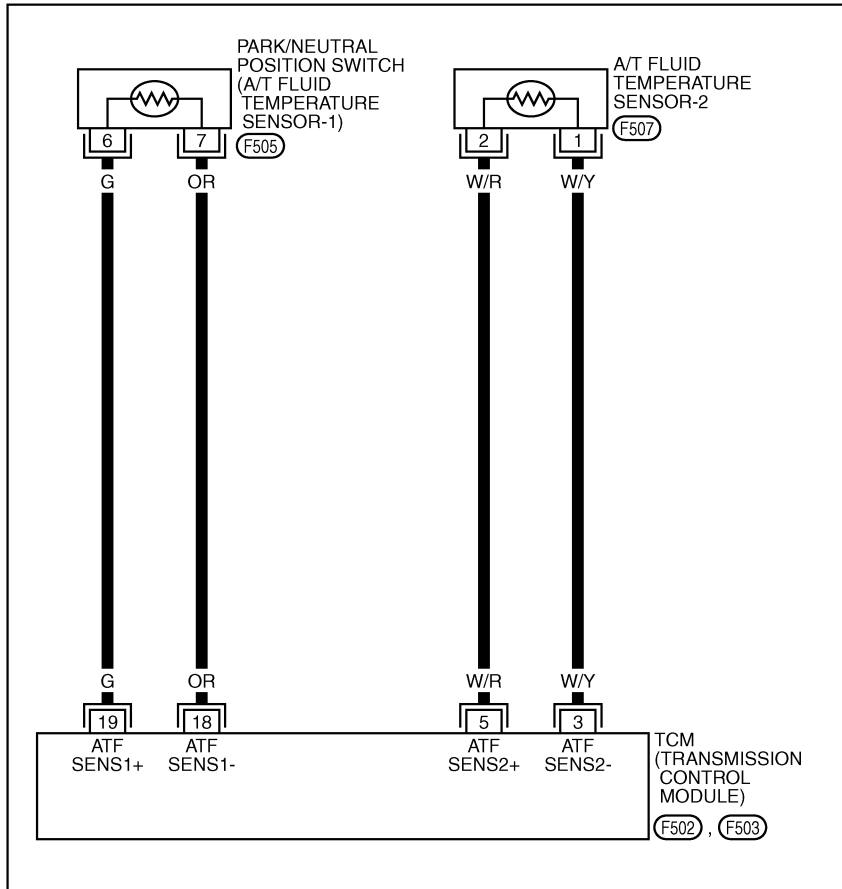 PARK/NEUTRAL
POSITION SWITCH
(A/T FLUID
TEMPERATURE
SENSOR-1)
F505
A/T FLUID
TEMPERATURE
SENSOR-2
F507
6 7 2 1
G OR W/R W/Y
G OR W/R W/Y
19 18 5 3
ATF ATF ATF ATF
SENS1+ SENS1- SENS2+ SENS2-
TCM
(TRANSMISSION
CONTROL
MODULE)
F502 , F503